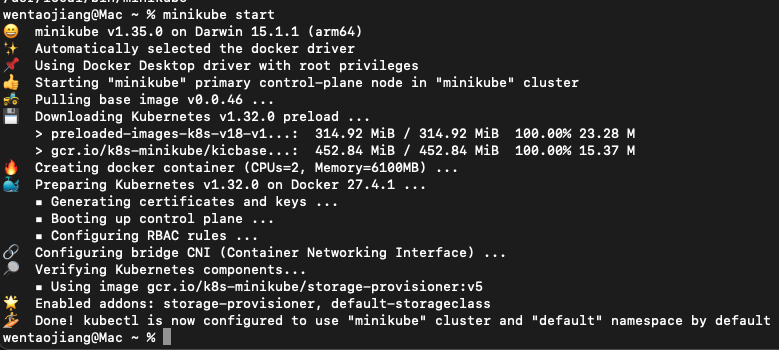 wentaojiang@Mac ~ % minikube start
😄 minikube v1.35.0 on Darwin 15.1.1 (arm64)
✨ Automatically selected the docker driver
📌 Using Docker Desktop driver with root privileges
👍 Starting "minikube" primary control-plane node in "minikube" cluster
🚜 Pulling base image v0.0.46 ...
💾 Downloading Kubernetes v1.32.0 preload ...
> preloaded-images-k8s-v18-v1...: 314.92 MiB / 314.92 MiB 100.00% 23.28 M
> gcr.io/k8s-minikube/kicbase...: 452.84 MiB / 452.84 MiB 100.00% 15.37 M
🔥 Creating docker container (CPUs=2, Memory=6100MB) ...
🐳 Preparing Kubernetes v1.32.0 on Docker 27.4.1 ...
▪ Generating certificates and keys ...
▪ Booting up control plane ...
▪ Configuring RBAC rules ...
🔗 Configuring bridge CNI (Container Networking Interface) ...
🔎 Verifying Kubernetes components...
▪ Using image gcr.io/k8s-minikube/storage-provisioner:v5
🌟 Enabled addons: storage-provisioner, default-storageclass
🏄 Done! kubectl is now configured to use "minikube" cluster and "default" namespace by default
wentaojiang@Mac ~ %